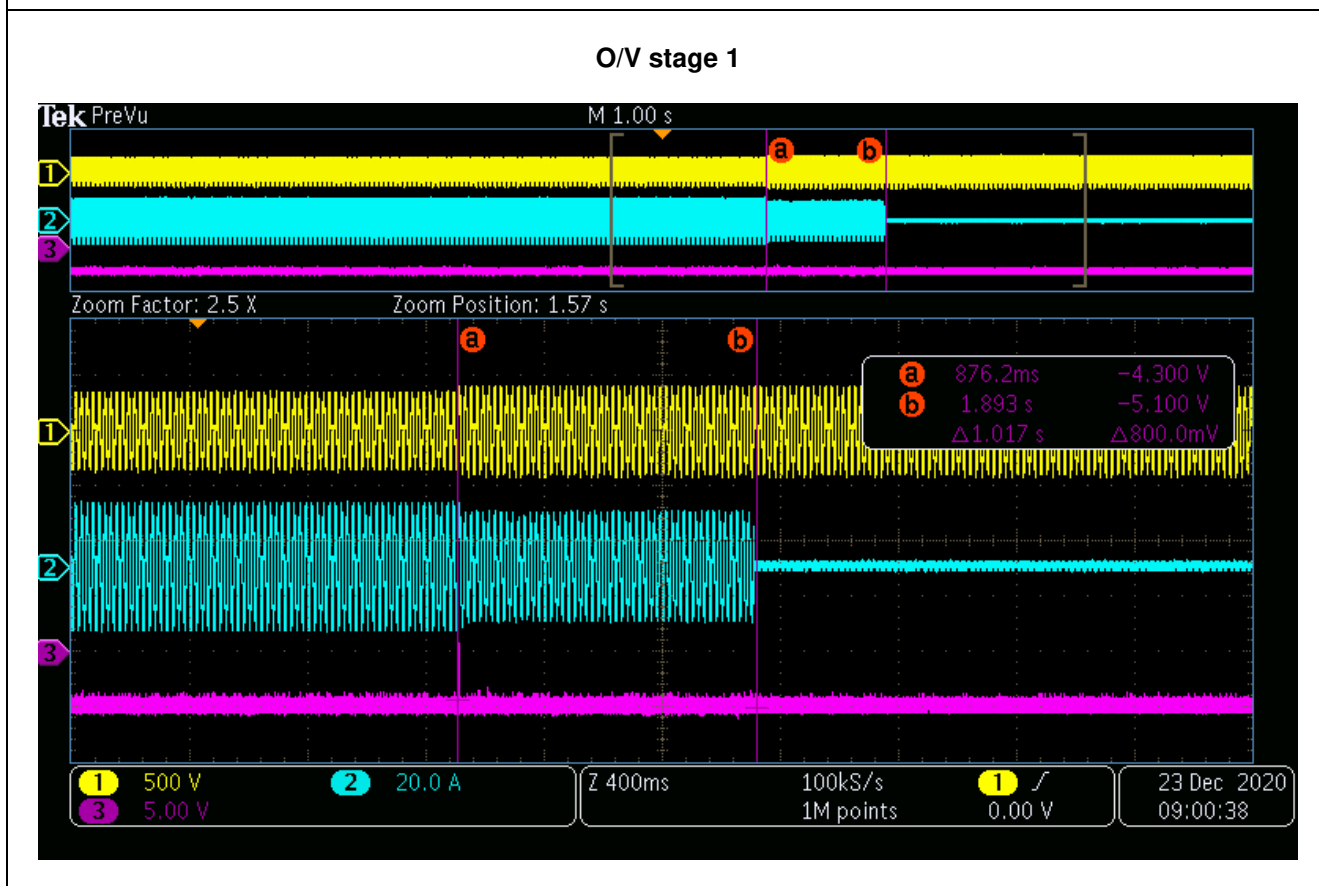 O/V stage 1
Tek PreVu M 1.00 s
a b
1
2
3
Zoom Factor: 2.5 X Zoom Position: 1.57 s
a b
a 876.2ms −4.300 V
b 1.893 s −5.100 V
△1.017 s △800.0mV
1
2
3
1 500 V 2 20.0 A Z 400ms 100kS/s 1 23 Dec 2020
3 5.00 V 1M points 0.00 V 09:00:38